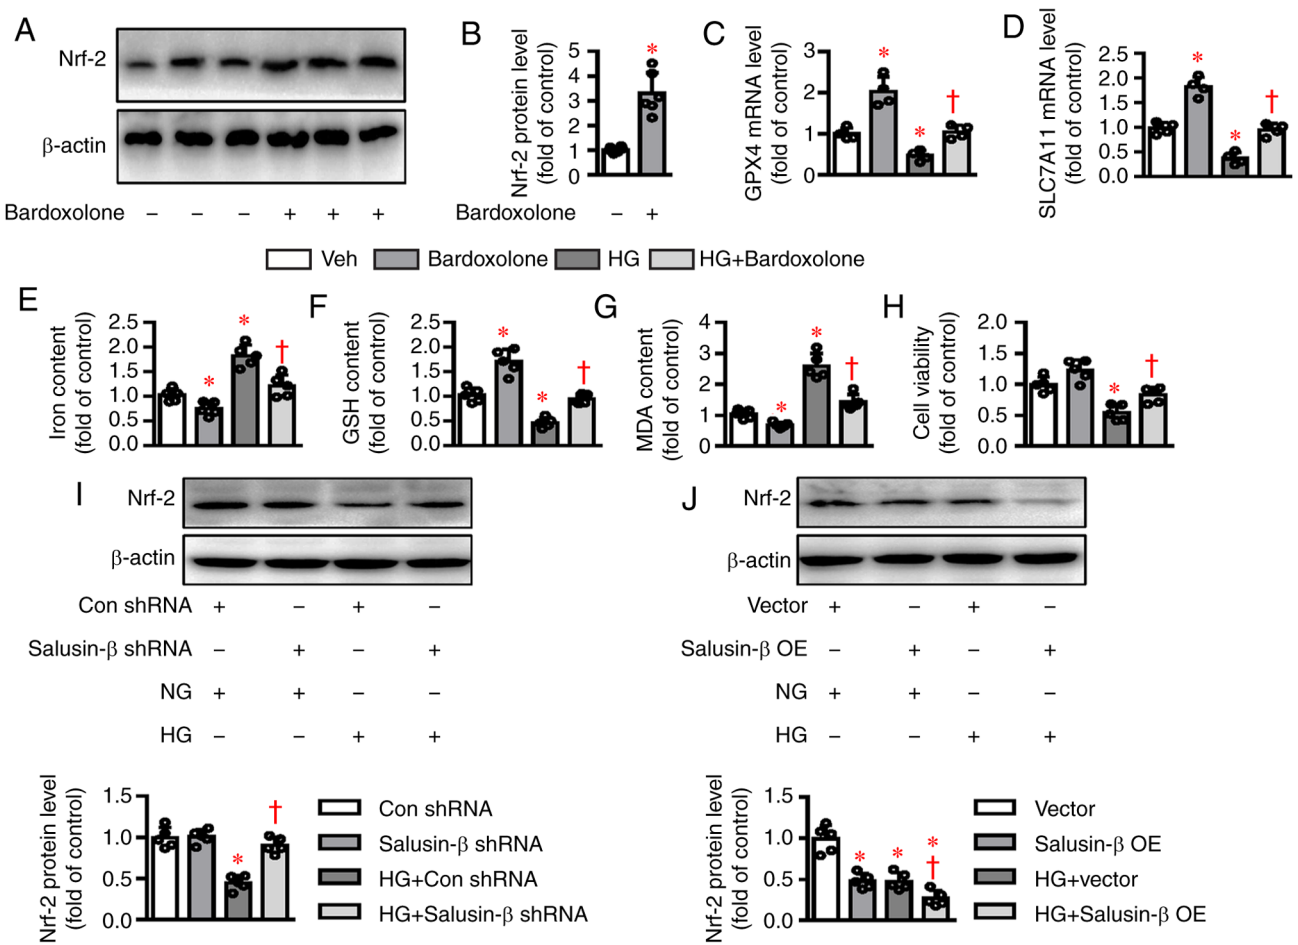 A
Nrf-2
β-actin
Bardoxolone – – – + + +
B
Nrf-2 protein level
(fold of control)
5
4
3
2
1
0
*
Bardoxolone – +
C
GPX4 mRNA level
(fold of control)
3
2
1
0
* * †
D
SLC7A11 mRNA level
(fold of control)
2.5
2.0
1.5
1.0
0.5
0.0
* * †
Veh Bardoxolone HG HG+Bardoxolone
E
Iron content
(fold of control)
2.5
2.0
1.5
1.0
0.5
0.0
* * †
F
GSH content
(fold of control)
2.5
2.0
1.5
1.0
0.5
0.0
* * †
G
MDA content
(fold of control)
4
3
2
1
0
* * †
H
Cell viability
(fold of control)
2.0
1.5
1.0
0.5
0.0
* †
I
Nrf-2
β-actin
Con shRNA + – + –
Salusin-β shRNA – + – +
NG + + – –
HG – – + +
Nrf-2 protein level
(fold of control)
1.5
1.0
0.5
0.0
* †
Con shRNA
Salusin-β shRNA
HG+Con shRNA
HG+Salusin-β shRNA
J
Nrf-2
β-actin
Vector + – + –
Salusin-β OE – + – +
NG + + – –
HG – – + +
Nrf-2 protein level
(fold of control)
1.5
1.0
0.5
0.0
* * *
†
Vector
Salusin-β OE
HG+vector
HG+Salusin-β OE